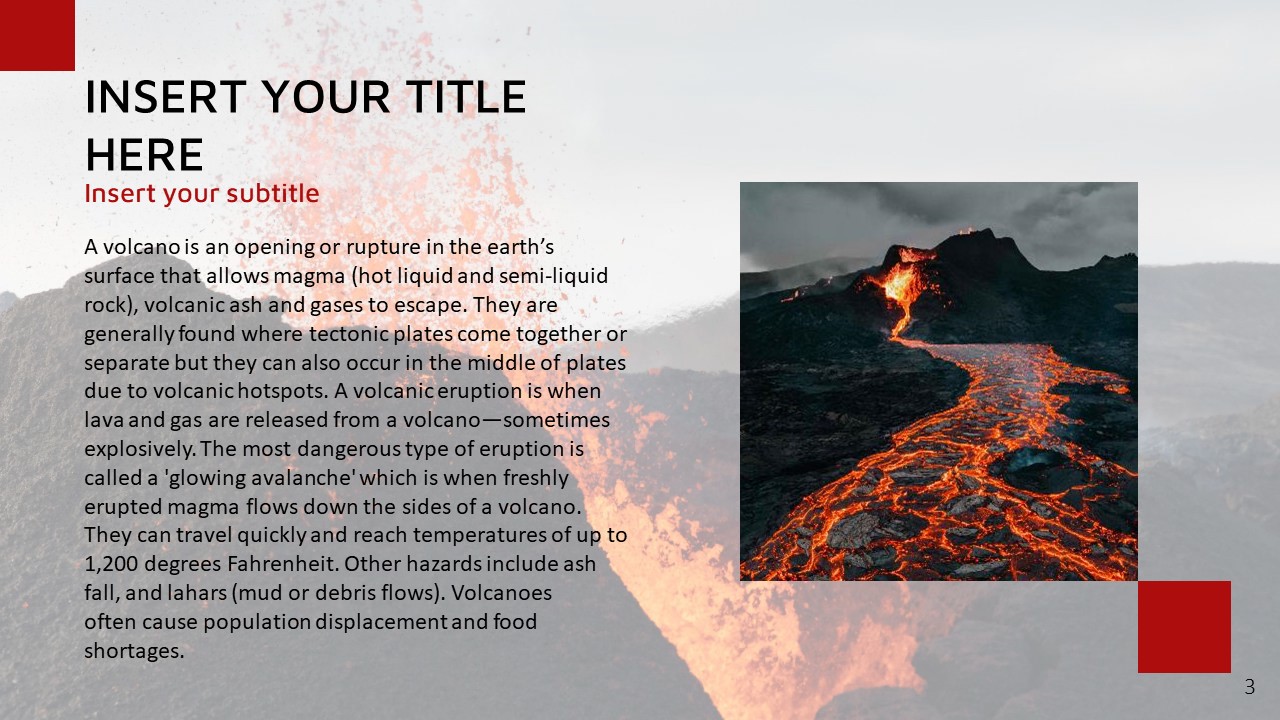 INSERT YOUR TITLE
HERE
Insert your subtitle
A volcano is an opening or rupture in the earth’s
surface that allows magma (hot liquid and semi-liquid
rock), volcanic ash and gases to escape. They are
generally found where tectonic plates come together or
separate but they can also occur in the middle of plates
due to volcanic hotspots. A volcanic eruption is when
lava and gas are released from a volcano—sometimes
explosively. The most dangerous type of eruption is
called a 'glowing avalanche' which is when freshly
erupted magma flows down the sides of a volcano.
They can travel quickly and reach temperatures of up to
1,200 degrees Fahrenheit. Other hazards include ash
fall, and lahars (mud or debris flows). Volcanoes
often cause population displacement and food
shortages.
3